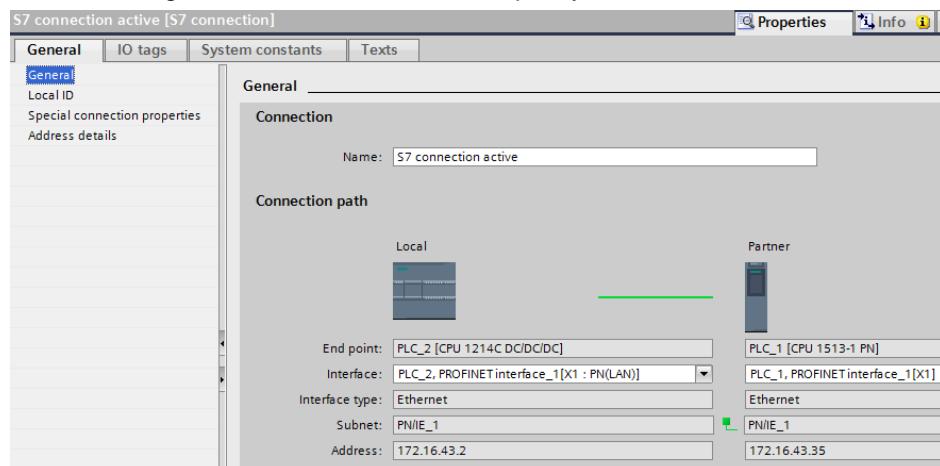 S7 connection active [S7 connection]
Properties
Info
General
IO tags
System constants
Texts
General
Local ID
Special connection properties
Address details
General
Connection
Name: S7 connection active
Connection path
Local Partner
End point: PLC_2 [CPU 1214C DC/DC/DC] PLC_1 [CPU 1513-1 PN]
Interface: PLC_2, PROFINET interface_1[X1 : PN(LAN)] PLC_1, PROFINET interface_1[X1]
Interface type: Ethernet Ethernet
Subnet: PN/IE_1 PN/IE_1
Address: 172.16.43.2 172.16.43.35